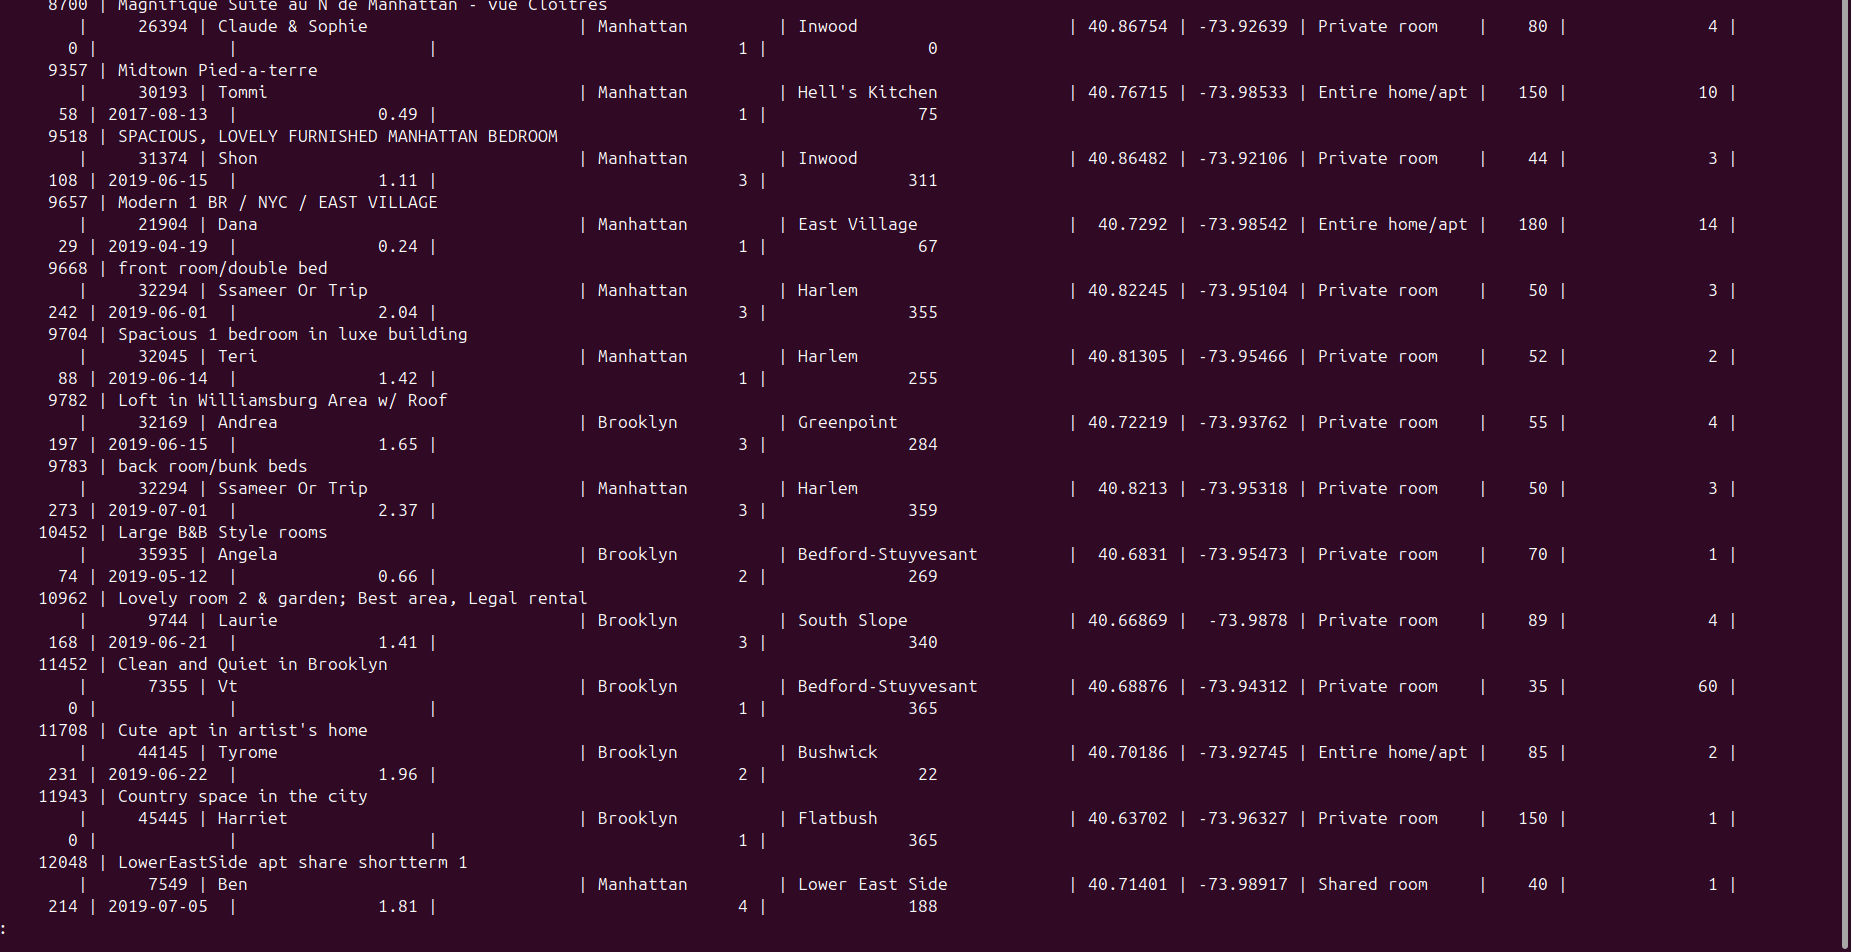 8700 | Magnifique Suite au N de Manhattan - vue Cloitres
| 26394 | Claude & Sophie | Manhattan | Inwood | 40.86754 | -73.92639 | Private room | 80 | 4 |
0 | | | 1 | 0
9357 | Midtown Pied-a-terre
| 30193 | Tommi | Manhattan | Hell's Kitchen | 40.76715 | -73.98533 | Entire home/apt | 150 | 10 |
58 | 2017-08-13 | 0.49 | 1 | 75
9518 | SPACIOUS, LOVELY FURNISHED MANHATTAN BEDROOM
| 31374 | Shon | Manhattan | Inwood | 40.86482 | -73.92106 | Private room | 44 | 3 |
108 | 2019-06-15 | 1.11 | 3 | 311
9657 | Modern 1 BR / NYC / EAST VILLAGE
| 21904 | Dana | Manhattan | East Village | 40.7292 | -73.98542 | Entire home/apt | 180 | 14 |
29 | 2019-04-19 | 0.24 | 1 | 67
9668 | front room/double bed
| 32294 | Ssameer Or Trip | Manhattan | Harlem | 40.82245 | -73.95104 | Private room | 50 | 3 |
242 | 2019-06-01 | 2.04 | 3 | 355
9704 | Spacious 1 bedroom in luxe building
| 32045 | Teri | Manhattan | Harlem | 40.81305 | -73.95466 | Private room | 52 | 2 |
88 | 2019-06-14 | 1.42 | 1 | 255
9782 | Loft in Williamsburg Area w/ Roof
| 32169 | Andrea | Brooklyn | Greenpoint | 40.72219 | -73.93762 | Private room | 55 | 4 |
197 | 2019-06-15 | 1.65 | 3 | 284
9783 | back room/bunk beds
| 32294 | Ssameer Or Trip | Manhattan | Harlem | 40.8213 | -73.95318 | Private room | 50 | 3 |
273 | 2019-07-01 | 2.37 | 3 | 359
10452 | Large B&B Style rooms
| 35935 | Angela | Brooklyn | Bedford-Stuyvesant | 40.6831 | -73.95473 | Private room | 70 | 1 |
74 | 2019-05-12 | 0.66 | 2 | 269
10962 | Lovely room 2 & garden; Best area, Legal rental
| 9744 | Laurie | Brooklyn | South Slope | 40.66869 | -73.9878 | Private room | 89 | 4 |
168 | 2019-06-21 | 1.41 | 3 | 340
11452 | Clean and Quiet in Brooklyn
| 7355 | Vt | Brooklyn | Bedford-Stuyvesant | 40.68876 | -73.94312 | Private room | 35 | 60 |
0 | | | 1 | 365
11708 | Cute apt in artist's home
| 44145 | Tyrome | Brooklyn | Bushwick | 40.70186 | -73.92745 | Entire home/apt | 85 | 2 |
231 | 2019-06-22 | 1.96 | 2 | 22
11943 | Country space in the city
| 45445 | Harriet | Brooklyn | Flatbush | 40.63702 | -73.96327 | Private room | 150 | 1 |
0 | | | 1 | 365
12048 | LowerEastSide apt share shortterm 1
| 7549 | Ben | Manhattan | Lower East Side | 40.71401 | -73.98917 | Shared room | 40 | 1 |
214 | 2019-07-05 | 1.81 | 4 | 188
: